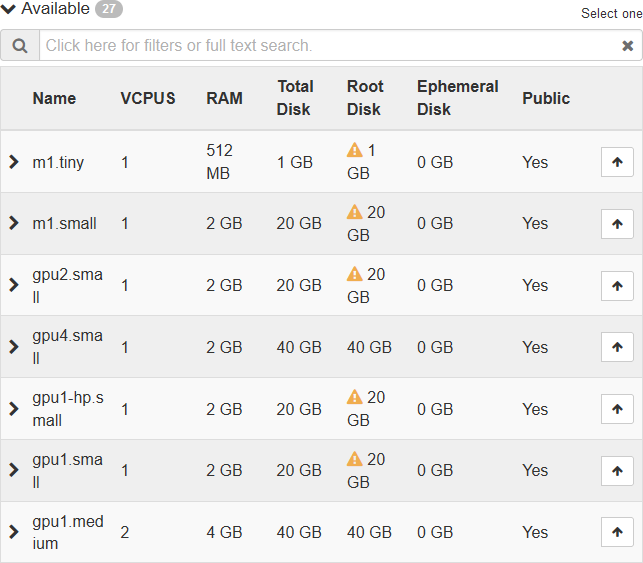 Available 27
Select one
Click here for filters or full text search.
Name VCPUS RAM Total Disk Root Disk Ephemeral Disk Public
m1.tiny 1 512 MB 1 GB 1 GB 0 GB Yes
m1.small 1 2 GB 20 GB 20 GB 0 GB Yes
gpu2.small 1 2 GB 20 GB 20 GB 0 GB Yes
gpu4.small 1 2 GB 40 GB 40 GB 0 GB Yes
gpu1-hp.small 1 2 GB 20 GB 20 GB 0 GB Yes
gpu1.small 1 2 GB 20 GB 20 GB 0 GB Yes
gpu1.medium 2 4 GB 40 GB 40 GB 0 GB Yes